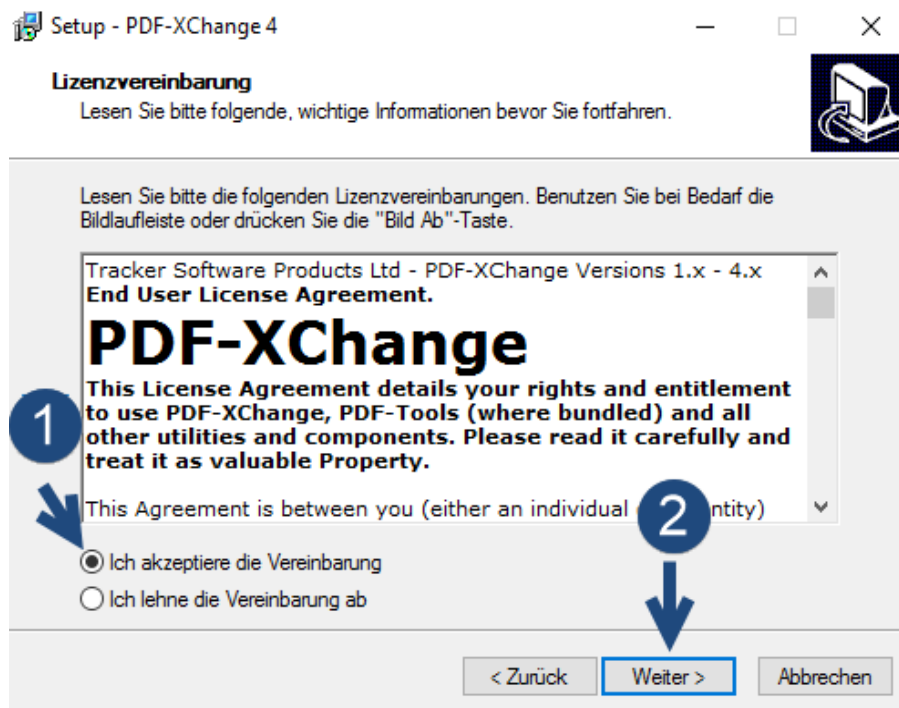 Setup - PDF-XChange 4
Lizenzvereinbarung
Lesen Sie bitte folgende, wichtige Informationen bevor Sie fortfahren.
Lesen Sie bitte die folgenden Lizenzvereinbarungen. Benutzen Sie bei Bedarf die
Bildlaufleiste oder drücken Sie die "Bild Ab"-Taste.
Tracker Software Products Ltd - PDF-XChange Versions 1.x - 4.x
End User License Agreement.
PDF-XChange
This License Agreement details your rights and entitlement
to use PDF-XChange, PDF-Tools (where bundled) and all
other utilities and components. Please read it carefully and
treat it as valuable Property.
This Agreement is between you (either an individual ntity)
1
2
Ich akzeptiere die Vereinbarung
Ich lehne die Vereinbarung ab
< Zurück
Weiter >
Abbrechen